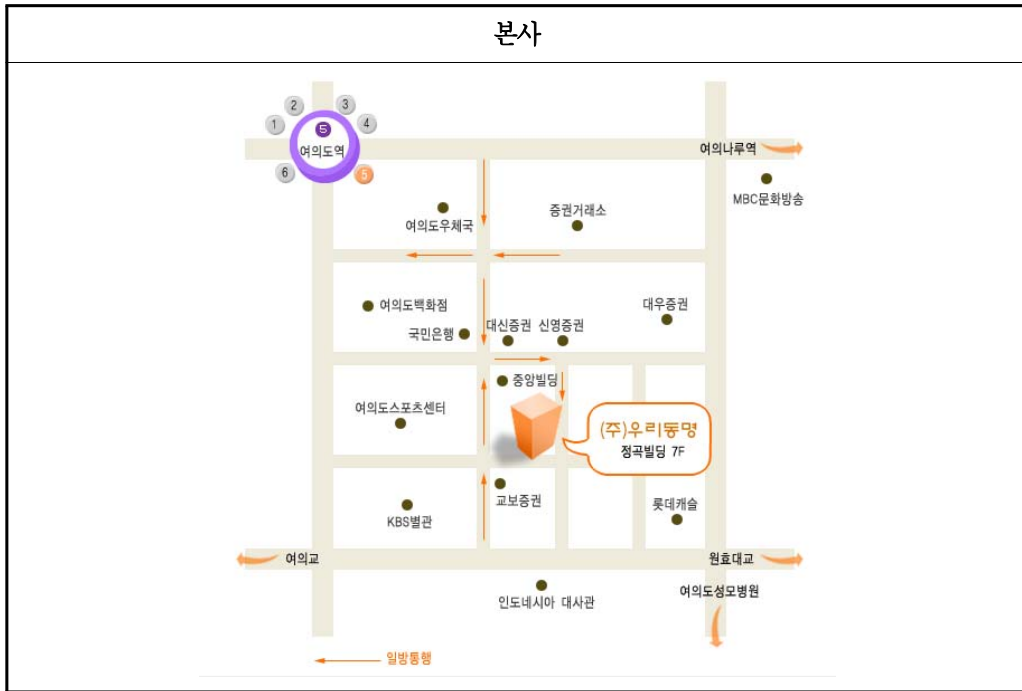 본사
2
3
1
4
5
여의도역
6
5
여의나루역
MBC문화방송
여의도우체국
증권거래소
여의도백화점
대우증권
국민은행
대신증권
신영증권
중앙빌딩
여의도스포츠센터
(주)우리동명
정곡빌딩 7F
교보증권
롯데캐슬
KBS별관
여의교
원효대교
여의도성모병원
인도네시아 대사관
일방통행